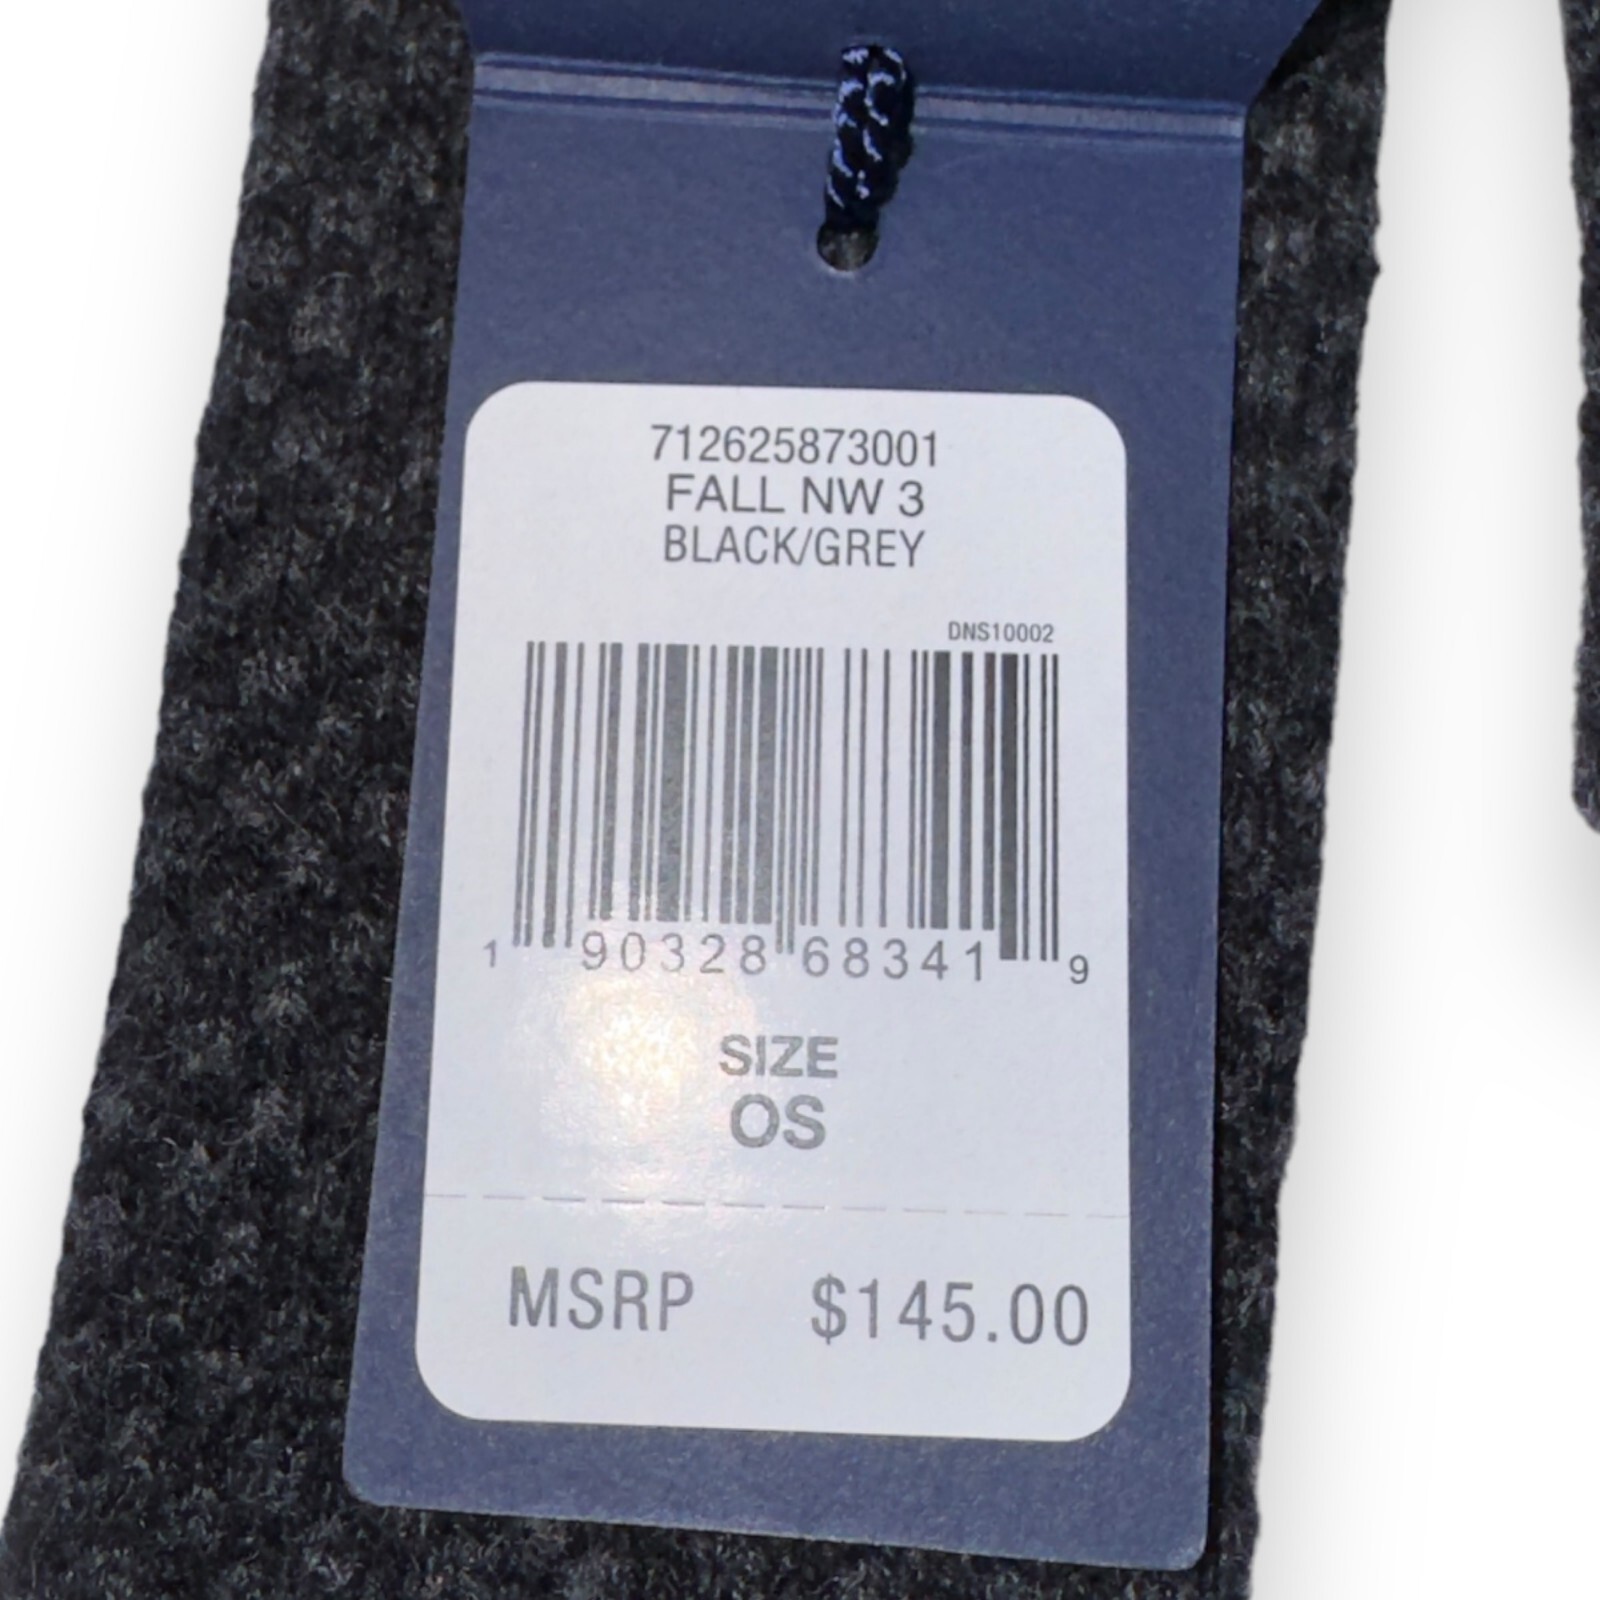 712625873001
FALL NW 3
BLACK/GREY
DNS10002
1 90328 68341 9
SIZE
OS
MSRP $145.00